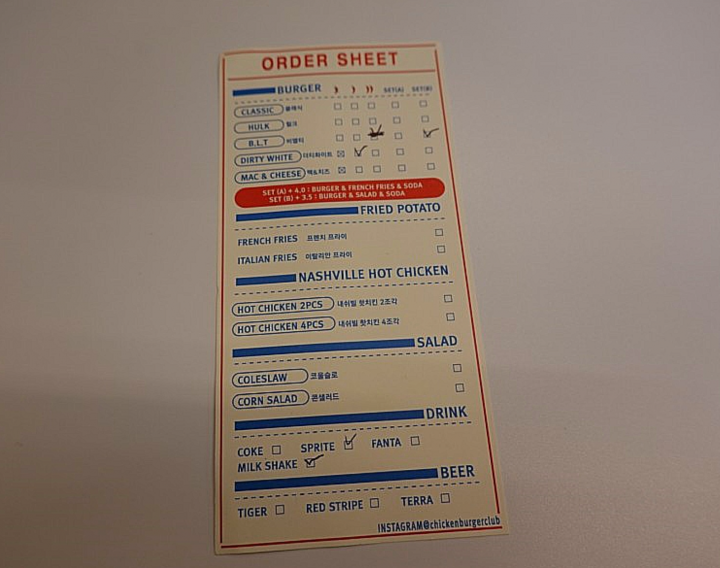 ORDER SHEET
BURGER SET(A) SET(B)
CLASSIC 클래식
HULK 헐크
B.L.T 비엘티
DIRTY WHITE 더티화이트
MAC & CHEESE 맥&치즈
SET (A) + 4.0 : BURGER & FRENCH FRIES & SODA
SET (B) + 3.5 : BURGER & SALAD & SODA
FRIED POTATO
FRENCH FRIES 프렌치 프라이
ITALIAN FRIES 이탈리안 프라이
NASHVILLE HOT CHICKEN
HOT CHICKEN 2PCS 내쉬빌 핫치킨 2조각
HOT CHICKEN 4PCS 내쉬빌 핫치킨 4조각
SALAD
COLESLAW 코울슬로
CORN SALAD 콘샐러드
DRINK
COKE SPRITE FANTA
MILK SHAKE
BEER
TIGER RED STRIPE TERRA
INSTAGRAM@chickenburgerclub